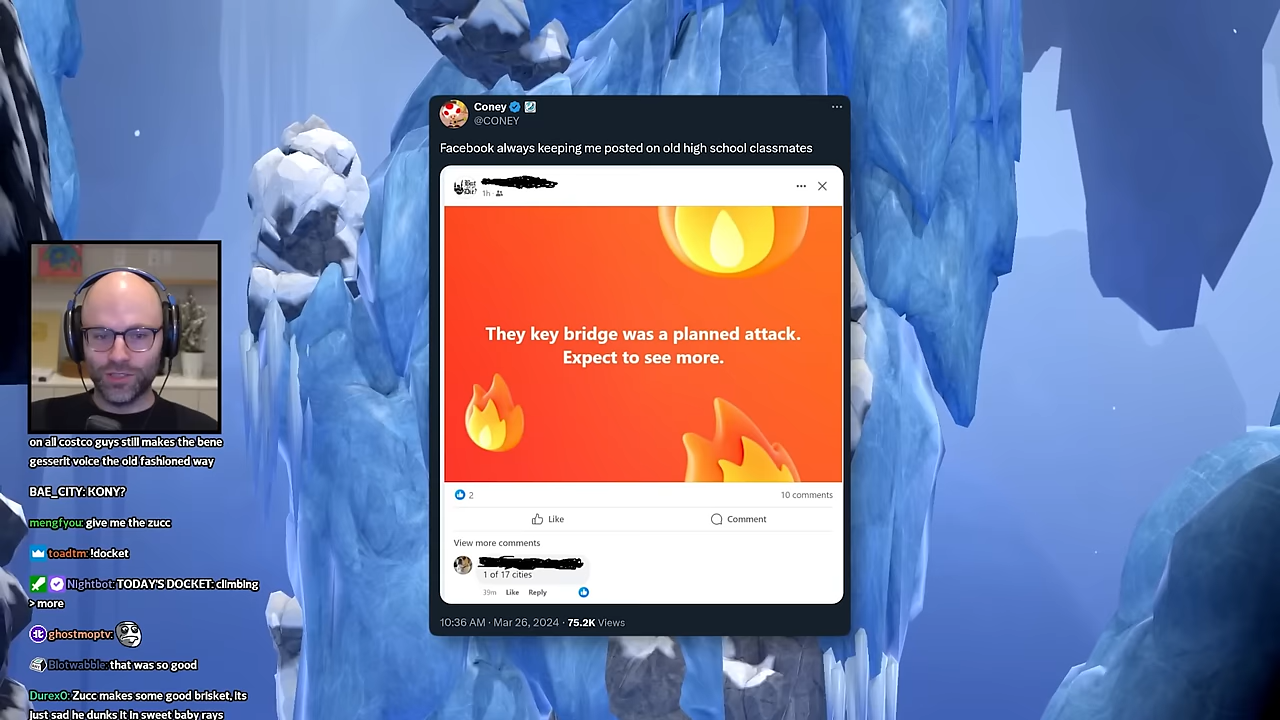 Coney
@CONEY
Facebook always keeping me posted on old high school classmates
1h
They key bridge was a planned attack.
Expect to see more.
2
10 comments
Like
Comment
View more comments
1 of 17 cities
39m Like Reply
10:36 AM · Mar 26, 2024 · 75.2K Views
on all costco guys still makes the bene
gesserit voice the old fashioned way
BAE_CITY: KONY?
mengfyou: give me the zucc
toadtm: !docket
Nightbot: TODAY'S DOCKET: climbing
> more
ghostmoptv:
Blotwabble: that was so good
Durex0: Zucc makes some good brisket, its
just sad he dunks it in sweet baby rays